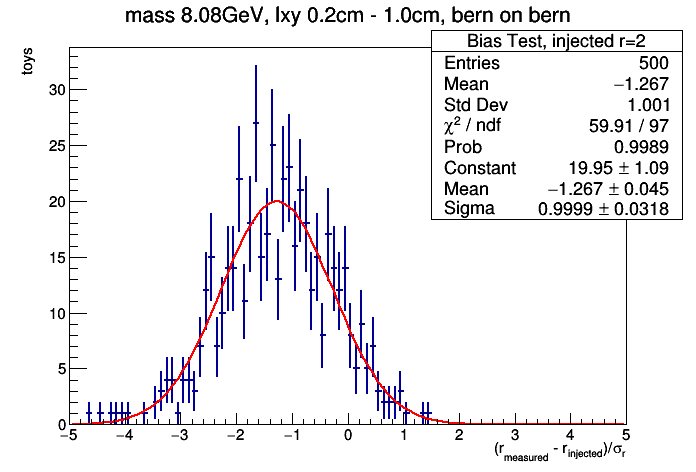 mass 8.08GeV, lxy 0.2cm - 1.0cm, bern on bern
Bias Test, injected r=2
Entries 500
Mean −1.267
Std Dev 1.001
χ² / ndf 59.91 / 97
Prob 0.9989
Constant 19.95 ± 1.09
Mean −1.267 ± 0.045
Sigma 0.9999 ± 0.0318
toys
30
25
20
15
10
5
0
−5 −4 −3 −2 −1 0 1 2 3 4 5
(r_measured - r_injected)/σ_r